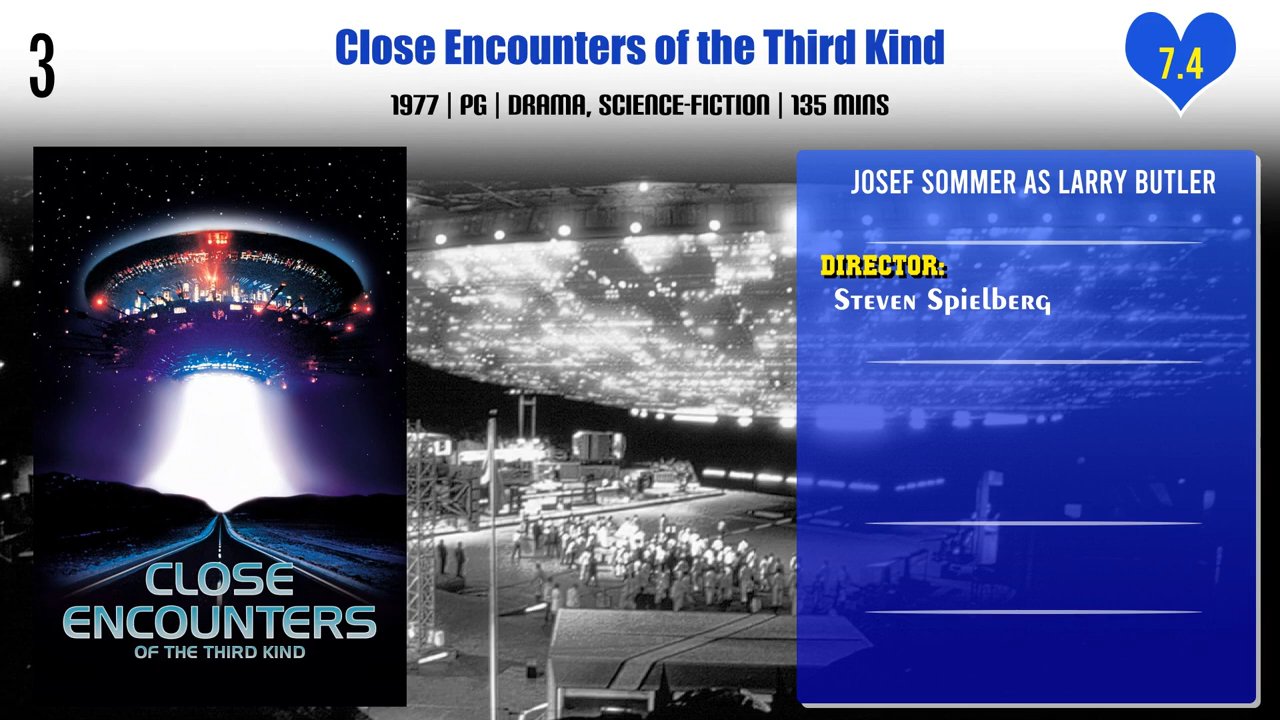 3
Close Encounters of the Third Kind
7.4
1977 | PG | DRAMA, SCIENCE-FICTION | 135 MINS
JOSEF SOMMER AS LARRY BUTLER
DIRECTOR:
STEVEN SPIELBERG
CLOSE
ENCOUNTERS
OF THE THIRD KIND